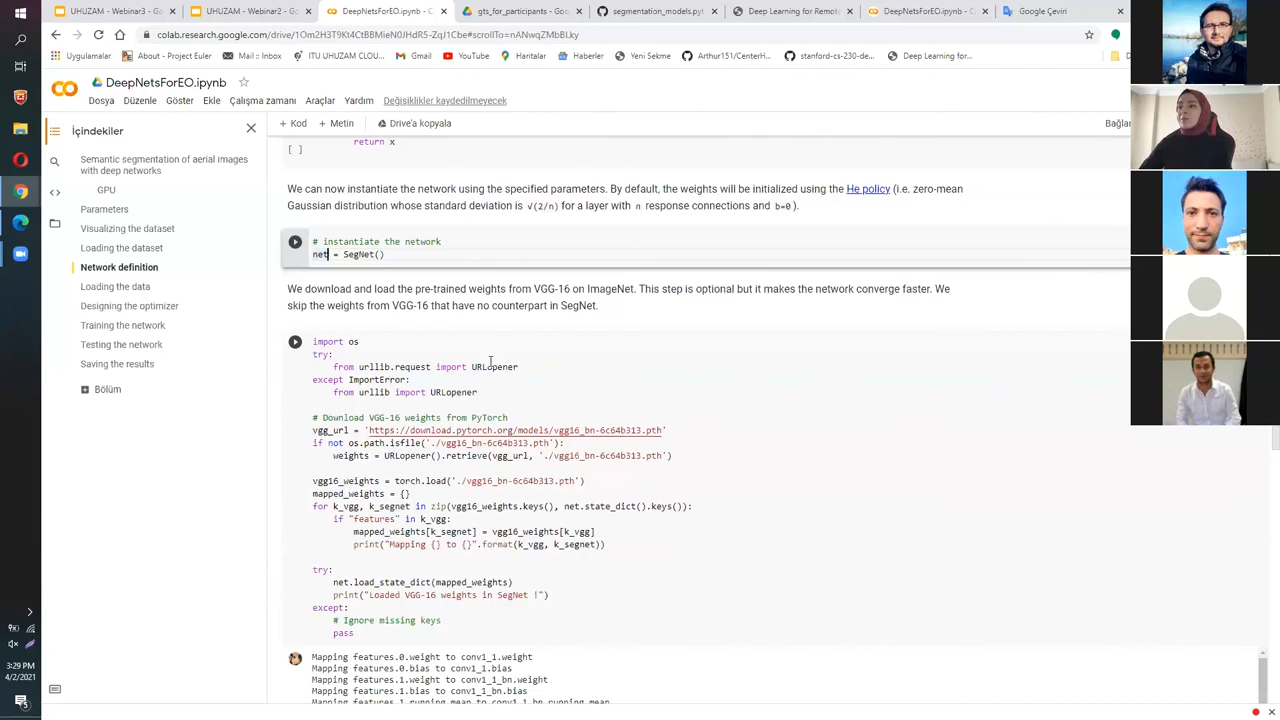 UHUZAM - Webinar3 - Google
UHUZAM - Webinar2 - Google
DeepNetsForEO.ipynb
gts_for_participants - Goo
segmentation_models.pytorc
Deep Learning for Remote
DeepNetsForEO.ipynb - Co
Google Çeviri
colab.research.google.com/drive/1Om2H3T9Kt4CtBBMieN0JHdR5-ZqJ1Cbe#scrollTo=nANwqZMbBLky
Uygulamalar
About - Project Euler
Mail :: Inbox
ITU UHUZAM CLOU...
Gmail
YouTube
Haritalar
Haberler
Arthur151/CenterH...
stanford-cs-230-de...
Deep Learning for...
DeepNetsForEO.ipynb
Dosya Düzenle Göster Ekle Çalışma zamanı Araçlar Yardım Değişiklikler kaydedilmeyecek
İçindekiler
+ Kod + Metin Drive'a kopyala
Semantic segmentation of aerial images
with deep networks
GPU
Parameters
Visualizing the dataset
Loading the dataset
Network definition
Loading the data
Designing the optimizer
Training the network
Testing the network
Saving the results
Bölüm
return x
[ ]
We can now instantiate the network using the specified parameters. By default, the weights will be initialized using the He policy (i.e. zero-mean
Gaussian distribution whose standard deviation is √(2/n) for a layer with n response connections and b=0).
# instantiate the network
net = SegNet()
We download and load the pre-trained weights from VGG-16 on ImageNet. This step is optional but it makes the network converge faster. We
skip the weights from VGG-16 that have no counterpart in SegNet.
import os
try:
from urllib.request import URLopener
except ImportError:
from urllib import URLopener
# Download VGG-16 weights from PyTorch
vgg_url = 'https://download.pytorch.org/models/vgg16_bn-6c64b313.pth'
if not os.path.isfile('./vgg16_bn-6c64b313.pth'):
weights = URLopener().retrieve(vgg_url, './vgg16_bn-6c64b313.pth')
vgg16_weights = torch.load('./vgg16_bn-6c64b313.pth')
mapped_weights = {}
for k_vgg, k_segnet in zip(vgg16_weights.keys(), net.state_dict().keys()):
if "features" in k_vgg:
mapped_weights[k_segnet] = vgg16_weights[k_vgg]
print("Mapping {} to {}".format(k_vgg, k_segnet))
try:
net.load_state_dict(mapped_weights)
print("Loaded VGG-16 weights in SegNet !")
except:
# Ignore missing keys
pass
Mapping features.0.weight to conv1_1.weight
Mapping features.0.bias to conv1_1.bias
Mapping features.1.weight to conv1_1_bn.weight
Mapping features.1.bias to conv1_1_bn.bias
Mapping features.1.running_mean to conv1_1_bn.running_mean
3:29 PM
4/2/2021
5